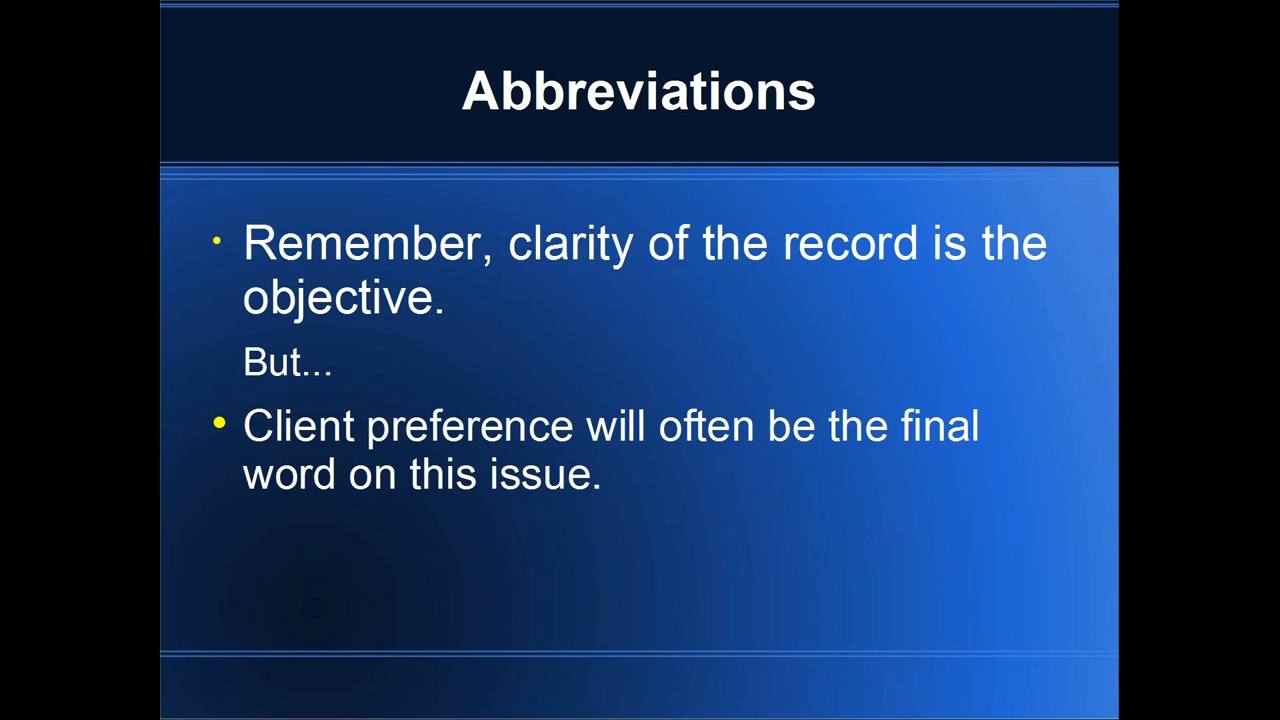 Abbreviations
• Remember, clarity of the record is the
objective.
But...
• Client preference will often be the final
word on this issue.